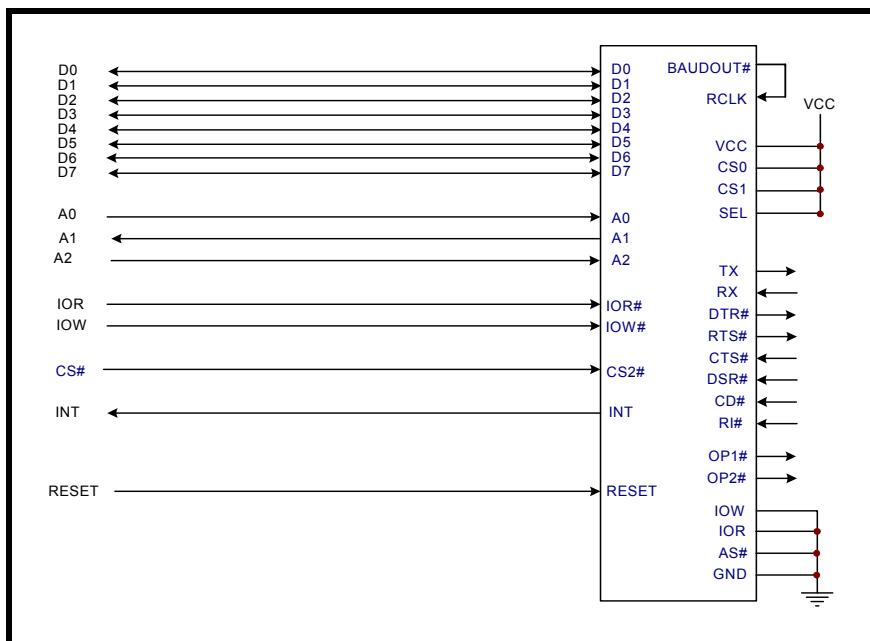 D0 D0 BAUDOUT#
D1 D1
D2 D2 RCLK
D3 D3 VCC
D4 D4
D5 D5 VCC
D6 D6 CS0
D7 D7 CS1
A0 A0 SEL
A1 A1
A2 A2 TX
RX
IOR IOR# DTR#
IOW IOW# RTS#
CTS#
CS# CS2# DSR#
CD#
INT INT RI#
OP1#
OP2#
RESET RESET
IOW
IOR
AS#
GND